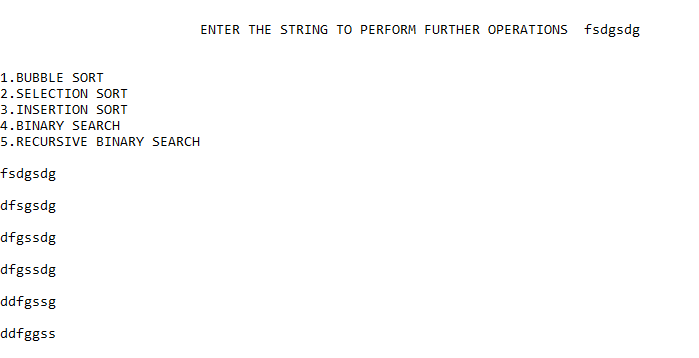 ENTER THE STRING TO PERFORM FURTHER OPERATIONS  fsdgsdg
1.BUBBLE SORT
2.SELECTION SORT
3.INSERTION SORT
4.BINARY SEARCH
5.RECURSIVE BINARY SEARCH
fsdgsdg
dfsgsdg
dfgssdg
dfgssdg
ddfgssg
ddfggss